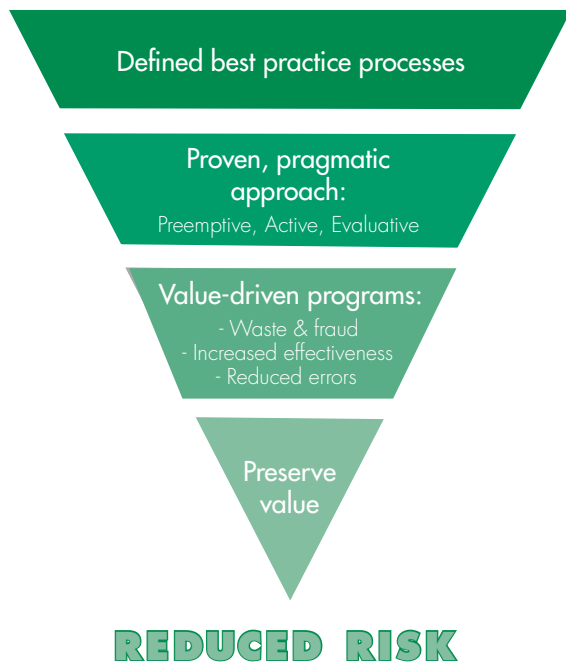 Defined best practice processes
Proven, pragmatic
approach:
Preemptive, Active, Evaluative
Value-driven programs:
- Waste & fraud
- Increased effectiveness
- Reduced errors
Preserve
value
REDUCED RISK